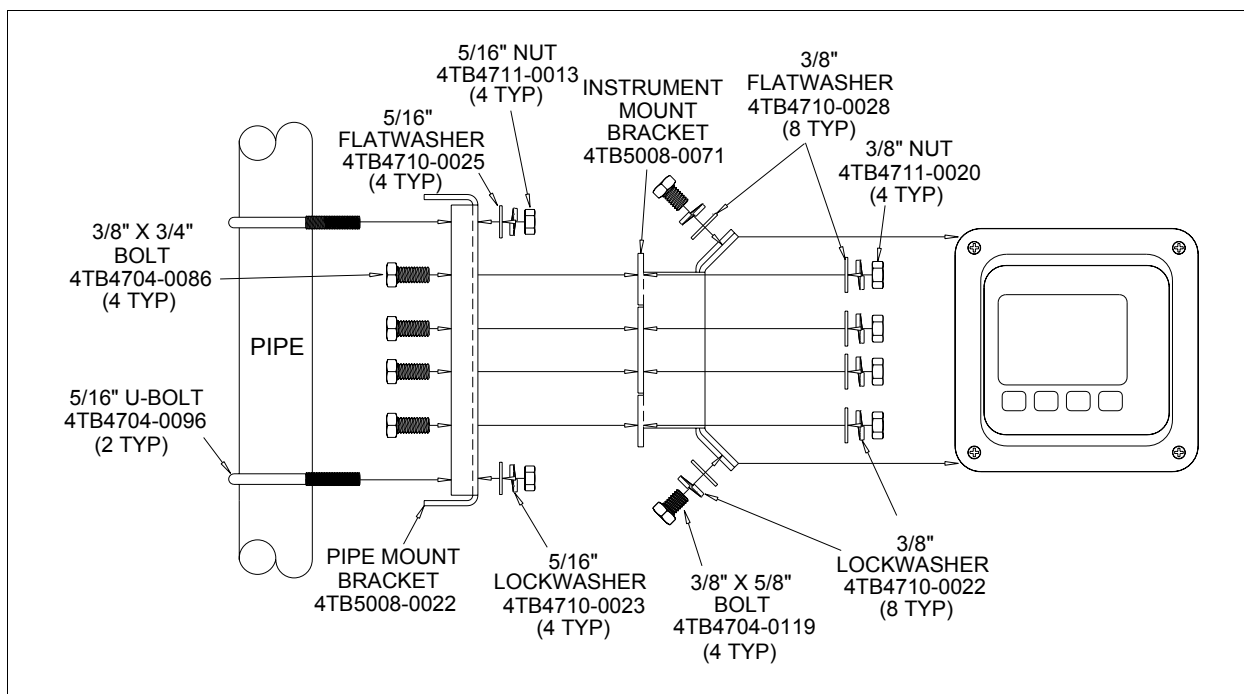 5/16" NUT
4TB4711-0013
(4 TYP)
5/16"
FLATWASHER
4TB4710-0025
(4 TYP)
INSTRUMENT
MOUNT
BRACKET
4TB5008-0071
3/8"
FLATWASHER
4TB4710-0028
(8 TYP)
3/8" NUT
4TB4711-0020
(4 TYP)
3/8" X 3/4"
BOLT
4TB4704-0086
(4 TYP)
PIPE
5/16" U-BOLT
4TB4704-0096
(2 TYP)
PIPE MOUNT
BRACKET
4TB5008-0022
5/16"
LOCKWASHER
4TB4710-0023
(4 TYP)
3/8" X 5/8"
BOLT
4TB4704-0119
(4 TYP)
3/8"
LOCKWASHER
4TB4710-0022
(8 TYP)